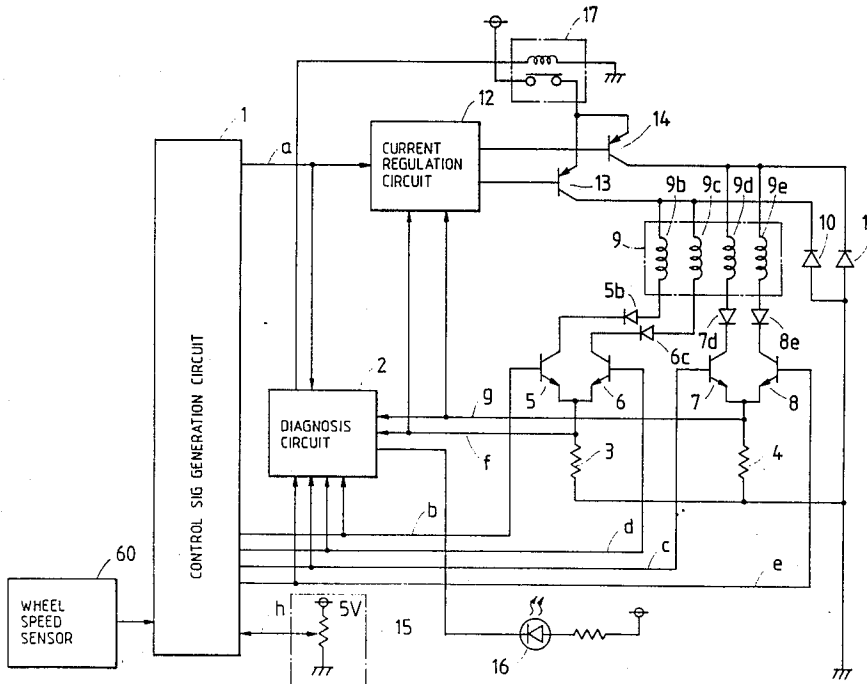 17
12
1
a
CURRENT
REGULATION
CIRCUIT
14
13
9b
9c
9d
9e
9
10
1
5b
6c
7d
8e
CONTROL SIG GENERATION CIRCUIT
2
DIAGNOSIS
CIRCUIT
5
6
7
8
g
f
3
4
b
d
c
e
60
WHEEL
SPEED
SENSOR
h
5V
15
16